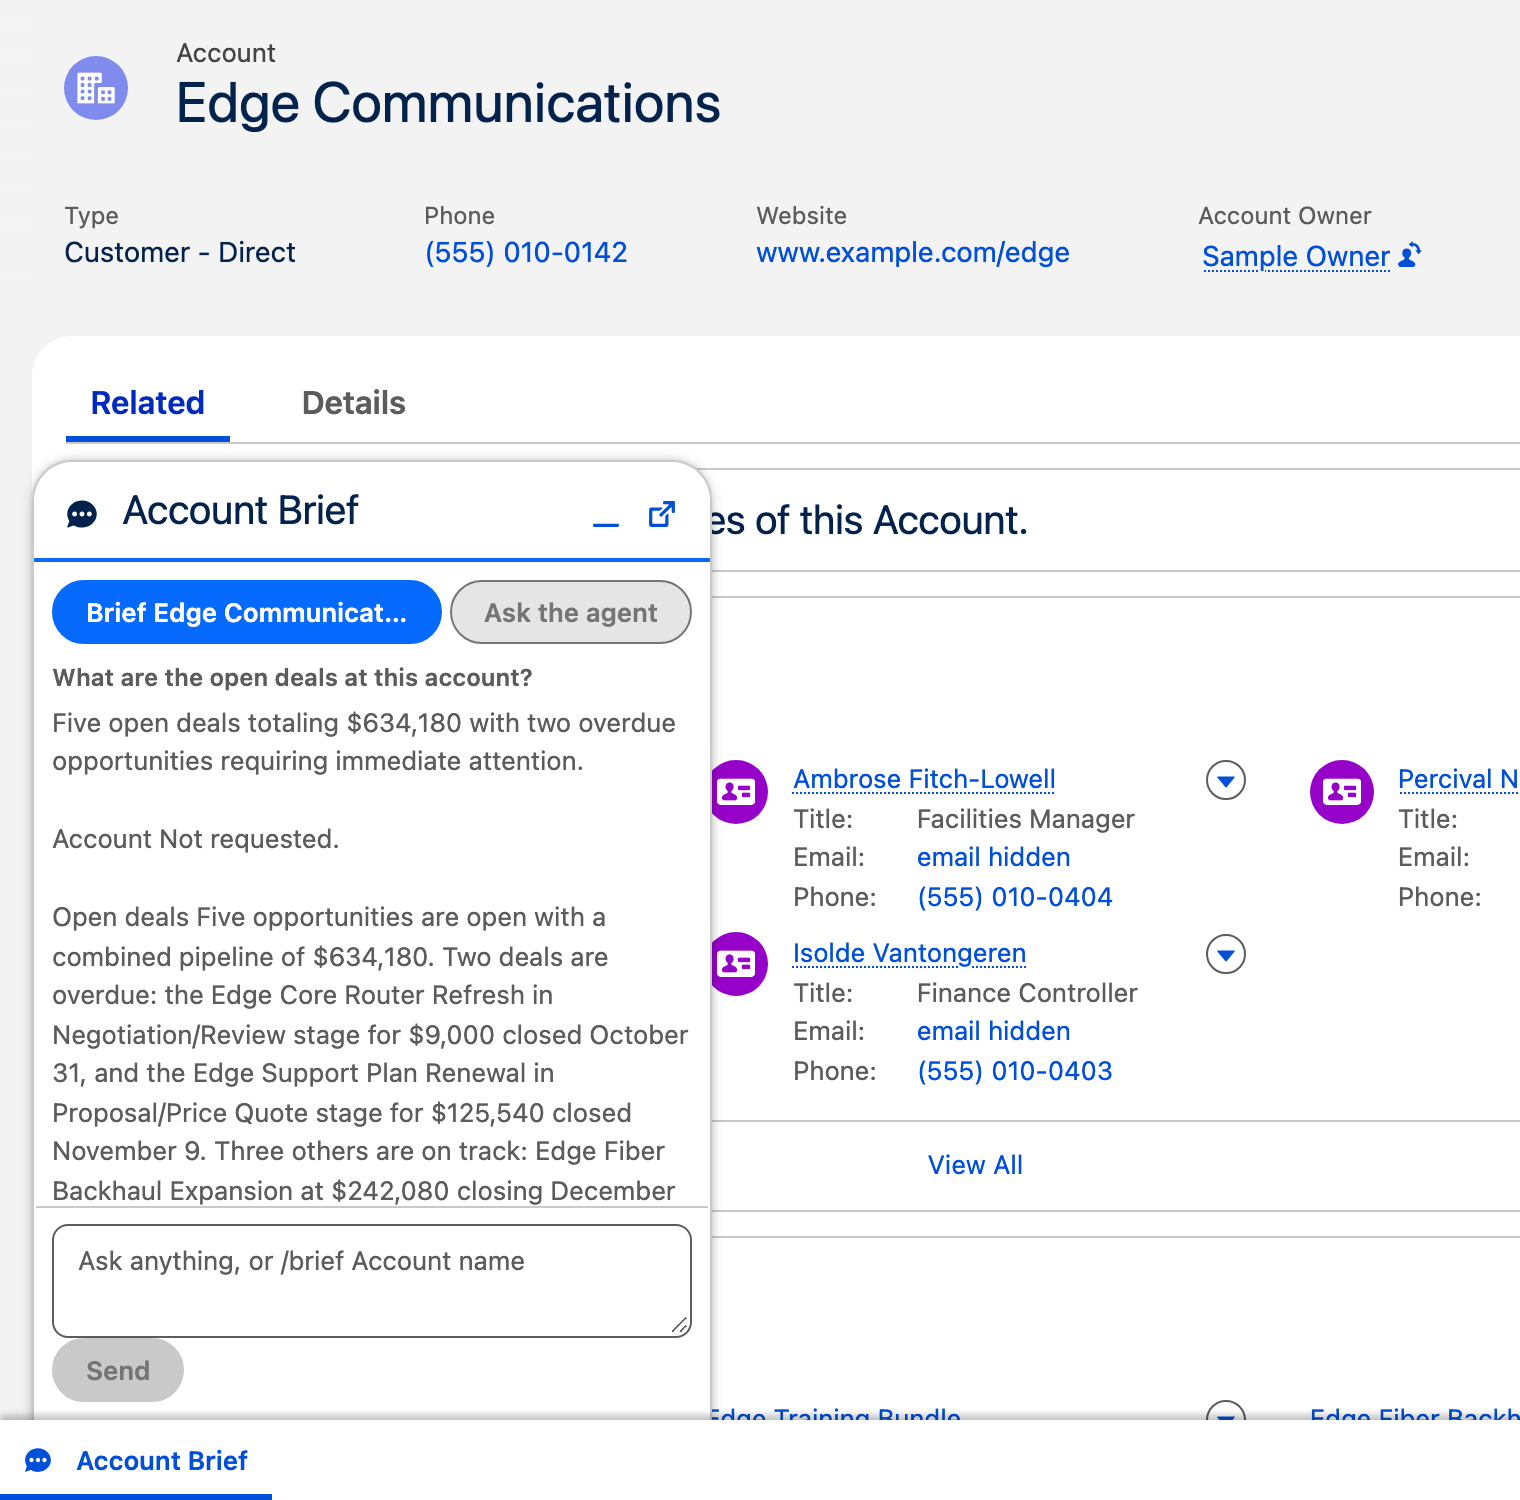 Account
Edge Communications
Type
Customer - Direct
Phone
(555) 010-0142
Website
www.example.com/edge
Account Owner
Sample Owner
Related
Details
Account Brief
es of this Account.
Brief Edge Communicat...
Ask the agent
What are the open deals at this account?
Five open deals totaling $634,180 with two overdue
opportunities requiring immediate attention.
Account Not requested.
Open deals Five opportunities are open with a
combined pipeline of $634,180. Two deals are
overdue: the Edge Core Router Refresh in
Negotiation/Review stage for $9,000 closed October
31, and the Edge Support Plan Renewal in
Proposal/Price Quote stage for $125,540 closed
November 9. Three others are on track: Edge Fiber
Backhaul Expansion at $242,080 closing December
Ask anything, or /brief Account name
Send
Ambrose Fitch-Lowell
Title: Facilities Manager
Email: email hidden
Phone: (555) 010-0404
Percival N
Title:
Email:
Phone:
Isolde Vantongeren
Title: Finance Controller
Email: email hidden
Phone: (555) 010-0403
View All
Edge Training Bundle
Edge Fiber Backh
Account Brief